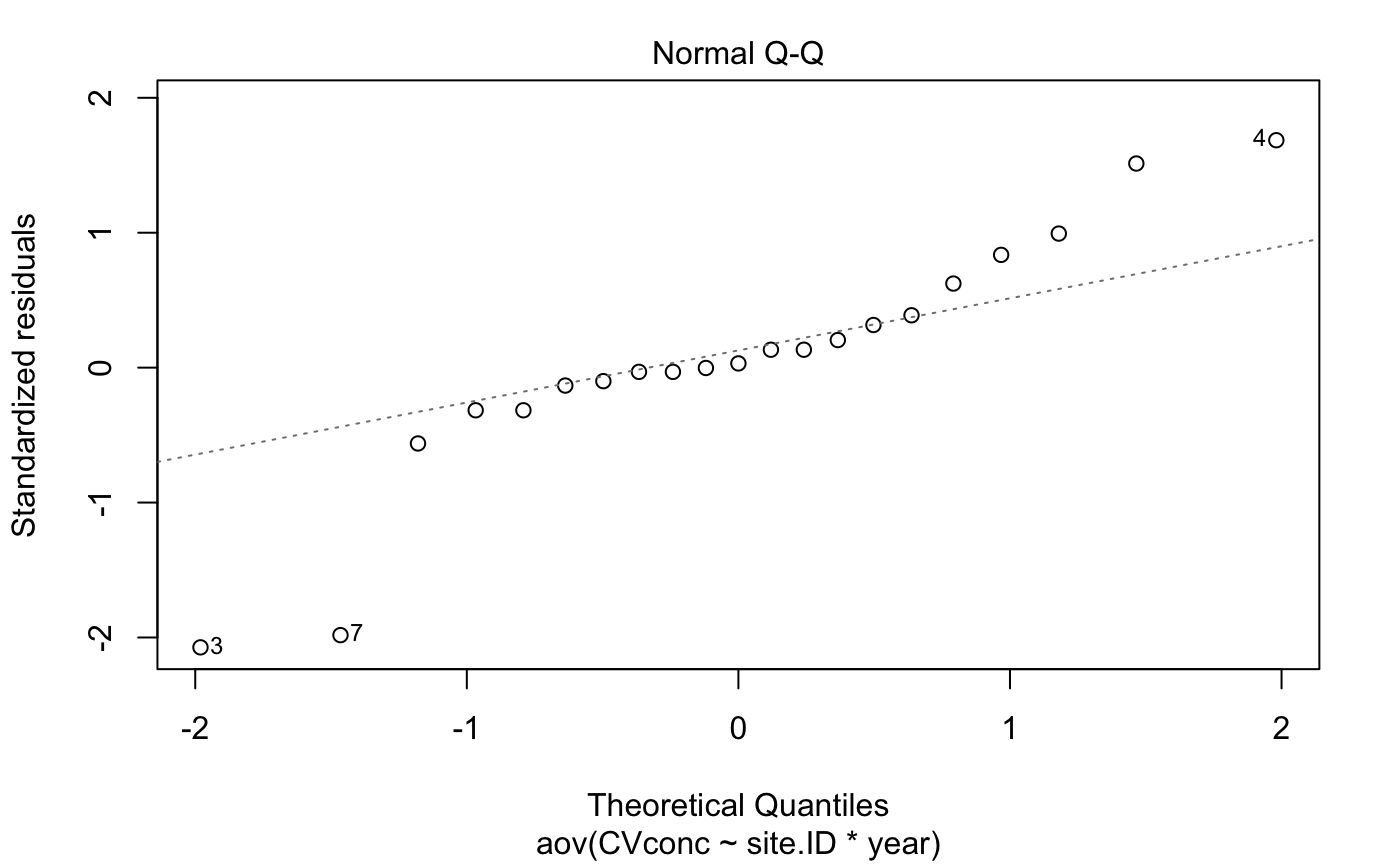 Normal Q-Q
Standardized residuals
2
1
0
-1
-2
4
3
7
-2 -1 0 1 2
Theoretical Quantiles
aov(CVconc ~ site.ID * year)